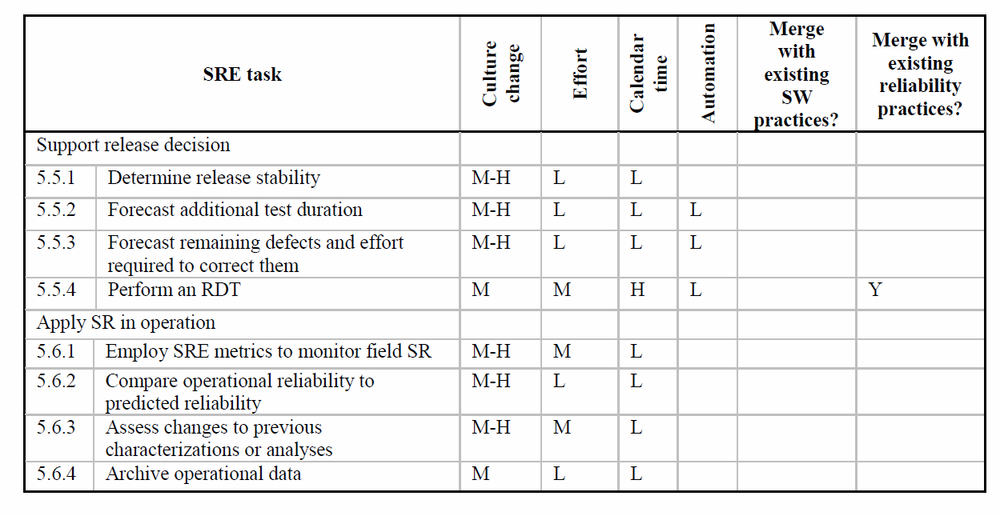 SRE task Culture change Effort Calendar time Automation Merge with existing SW practices? Merge with existing reliability practices?
Support release decision
5.5.1 Determine release stability M-H L L
5.5.2 Forecast additional test duration M-H L L L
5.5.3 Forecast remaining defects and effort M-H L L L
required to correct them
5.5.4 Perform an RDT M M H L Y
Apply SR in operation
5.6.1 Employ SRE metrics to monitor field SR M-H M L
5.6.2 Compare operational reliability to M-H L L
predicted reliability
5.6.3 Assess changes to previous M-H M L
characterizations or analyses
5.6.4 Archive operational data M L L